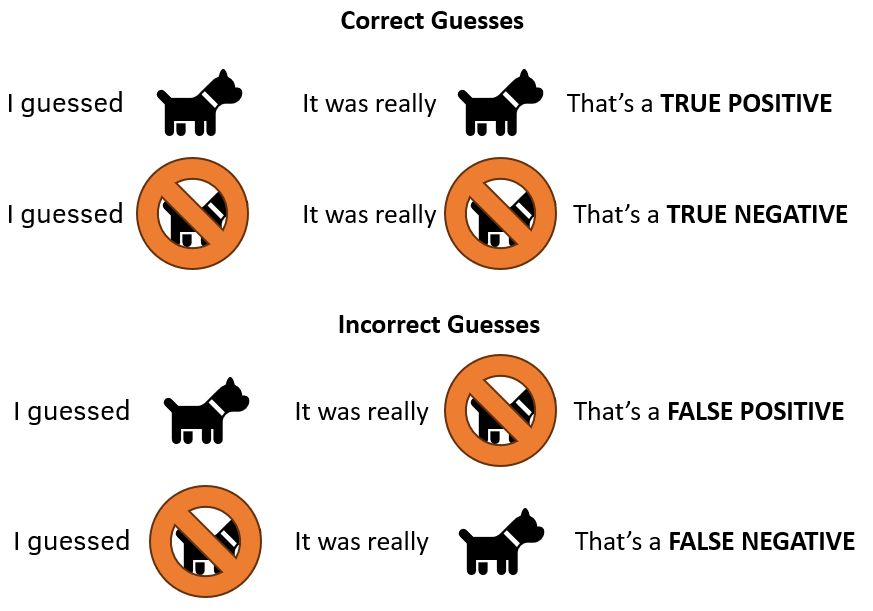 Correct Guesses
I guessed It was really That’s a TRUE POSITIVE
I guessed It was really That’s a TRUE NEGATIVE
Incorrect Guesses
I guessed It was really That’s a FALSE POSITIVE
I guessed It was really That’s a FALSE NEGATIVE